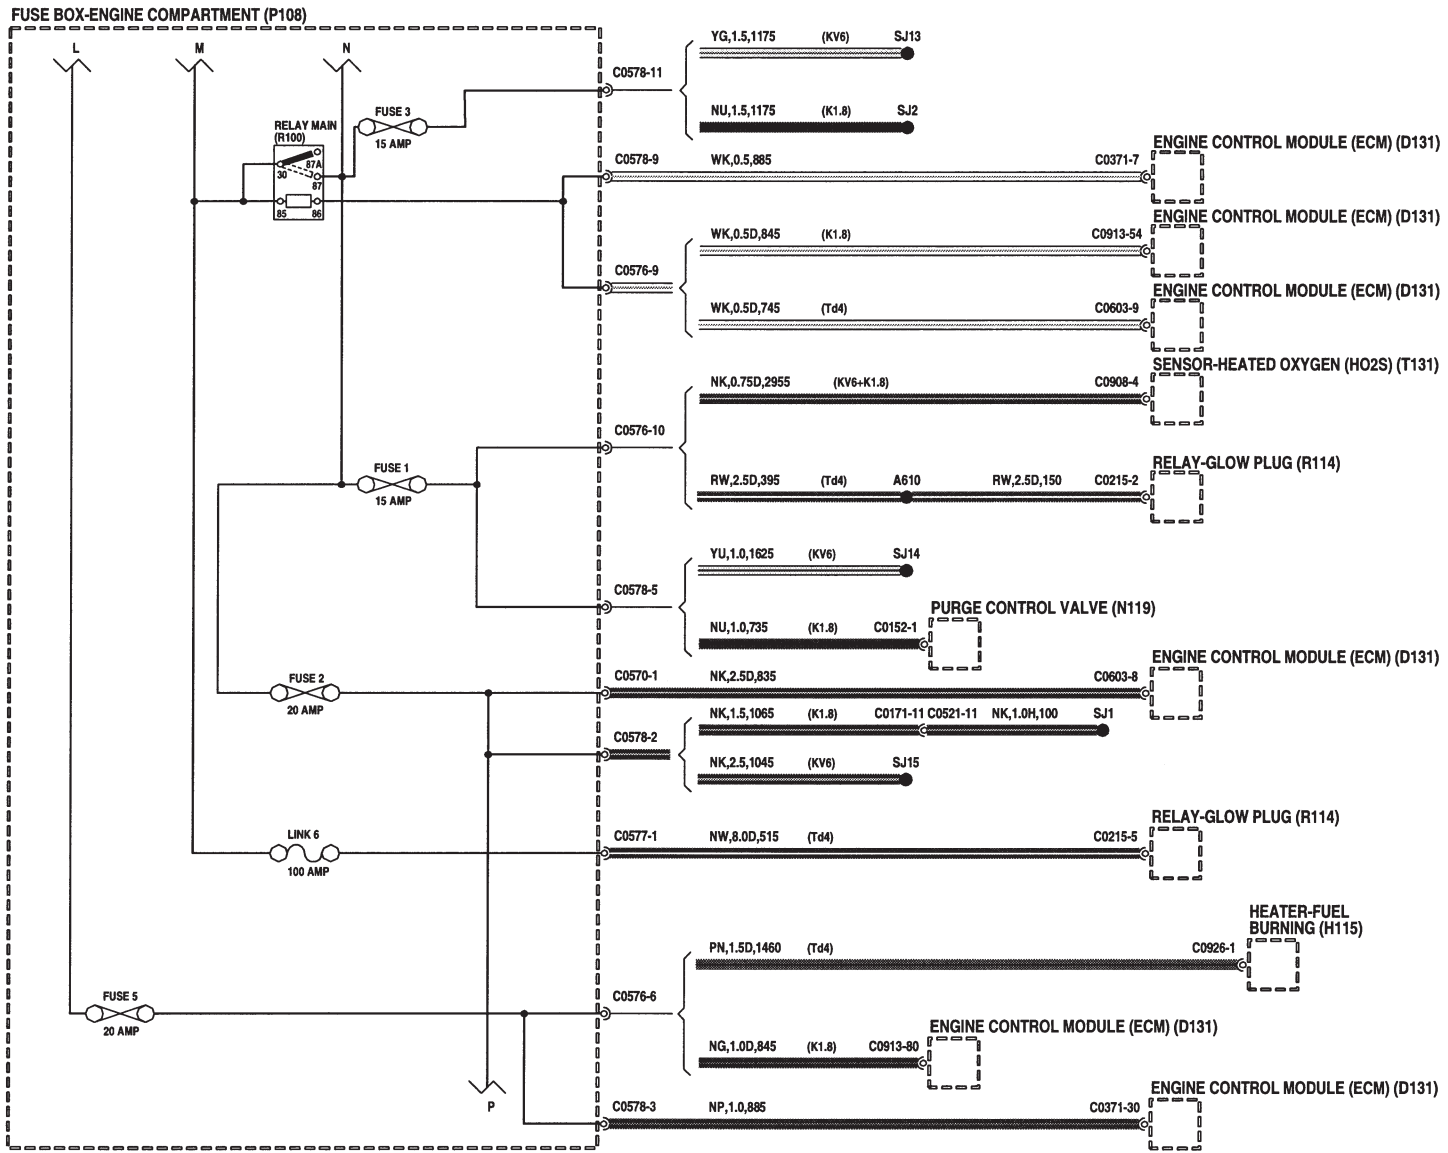 FUSE BOX-ENGINE COMPARTMENT (P108)
L
M
N
FUSE 3
15 AMP
RELAY MAIN
(R100)
87A
30
87
85
86
C0578-11
YG,1.5,1175 (KV6) SJ13
NU,1.5,1175 (K1.8) SJ2
ENGINE CONTROL MODULE (ECM) (D131)
C0578-9 WK,0.5,885 C0371-7
ENGINE CONTROL MODULE (ECM) (D131)
WK,0.5D,845 (K1.8) C0913-54
C0576-9
ENGINE CONTROL MODULE (ECM) (D131)
WK,0.5D,745 (Td4) C0603-9
SENSOR-HEATED OXYGEN (HO2S) (T131)
NK,0.75D,2955 (KV6+K1.8) C0908-4
C0576-10
RELAY-GLOW PLUG (R114)
FUSE 1
15 AMP
RW,2.5D,395 (Td4) A610 RW,2.5D,150 C0215-2
YU,1.0,1625 (KV6) SJ14
C0578-5
PURGE CONTROL VALVE (N119)
NU,1.0,735 (K1.8) C0152-1
ENGINE CONTROL MODULE (ECM) (D131)
FUSE 2
20 AMP
C0570-1 NK,2.5D,835 C0603-8
NK,1.5,1065 (K1.8) C0171-11 C0521-11 NK,1.0H,100 SJ1
C0578-2
NK,2.5,1045 (KV6) SJ15
RELAY-GLOW PLUG (R114)
LINK 6
100 AMP
C0577-1 NW,8.0D,515 (Td4) C0215-5
HEATER-FUEL
BURNING (H115)
PN,1.5D,1460 (Td4) C0926-1
FUSE 5
20 AMP
C0576-6
ENGINE CONTROL MODULE (ECM) (D131)
NG,1.0D,845 (K1.8) C0913-80
ENGINE CONTROL MODULE (ECM) (D131)
P
C0578-3 NP,1.0,885 C0371-30